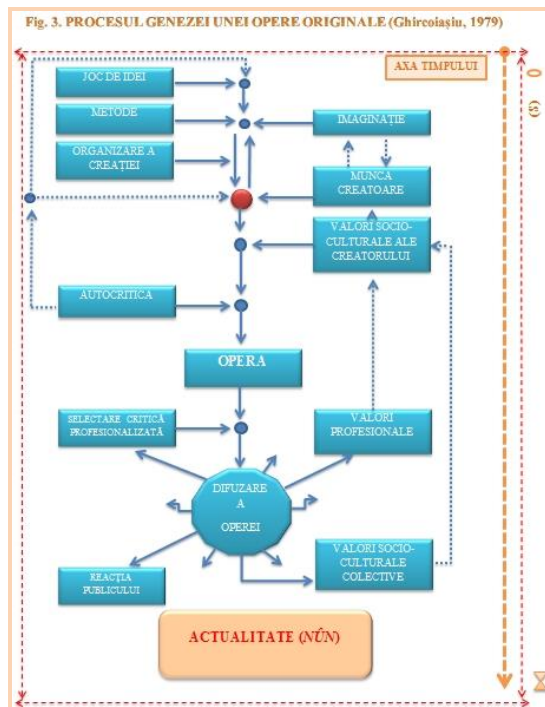 Fig. 3. PROCESUL GENEZEI UNEI OPERE ORIGINALE (Ghircoiașiu, 1979)
AXA TIMPULUI
JOC DE IDEI
METODE
IMAGINAȚIE
ORGANIZARE A
CREAȚIEI
MUNCA
CREATOARE
VALORI SOCIO-
CULTURALE ALE
CREATORULUI
AUTOCRITICA
OPERA
SELECTARE CRITICĂ
PROFESIONALIZATĂ
VALORI
PROFESIONALE
DIFUZARE
A
OPEREI
VALORI SOCIO-
CULTURALE
COLECTIVE
REACȚIA
PUBLICULUI
ACTUALITATE (NŪN)